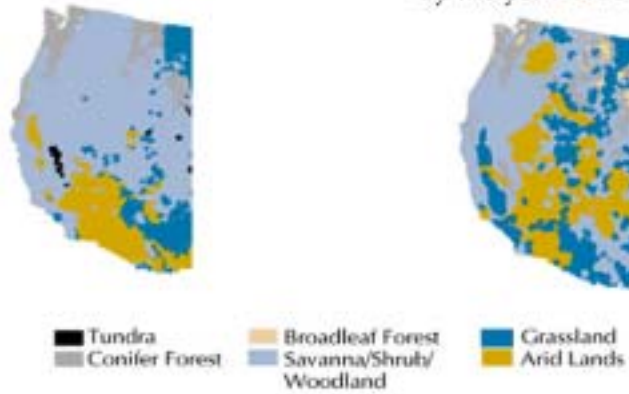 Tundra
Conifer Forest
Broadleaf Forest
Savanna/Shrub/
Woodland
Grassland
Arid Lands